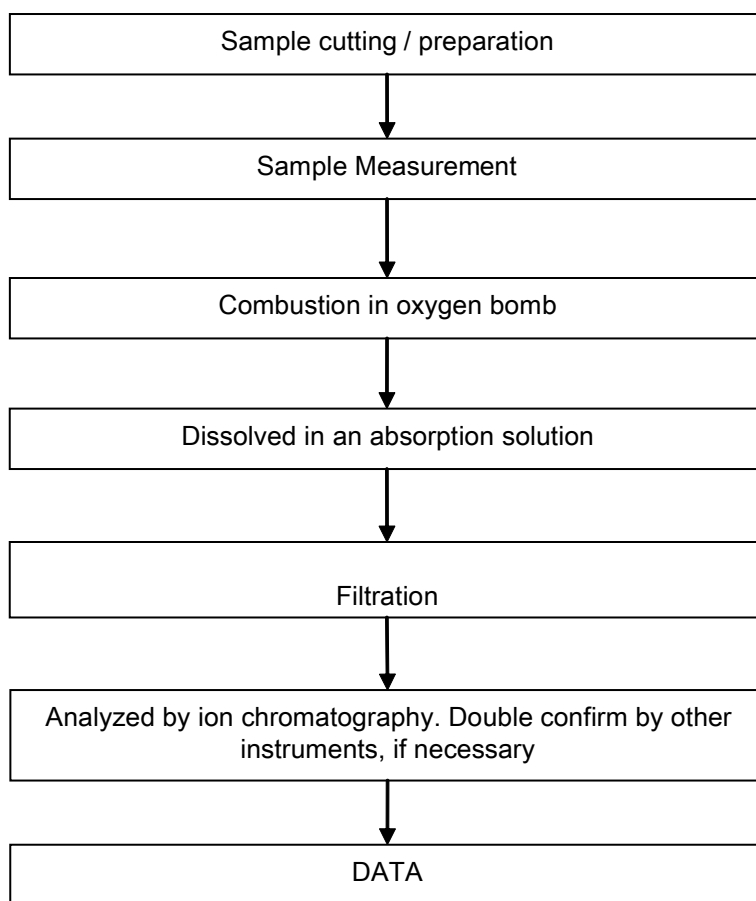 Sample cutting / preparation
Sample Measurement
Combustion in oxygen bomb
Dissolved in an absorption solution
Filtration
Analyzed by ion chromatography. Double confirm by other
instruments, if necessary
DATA